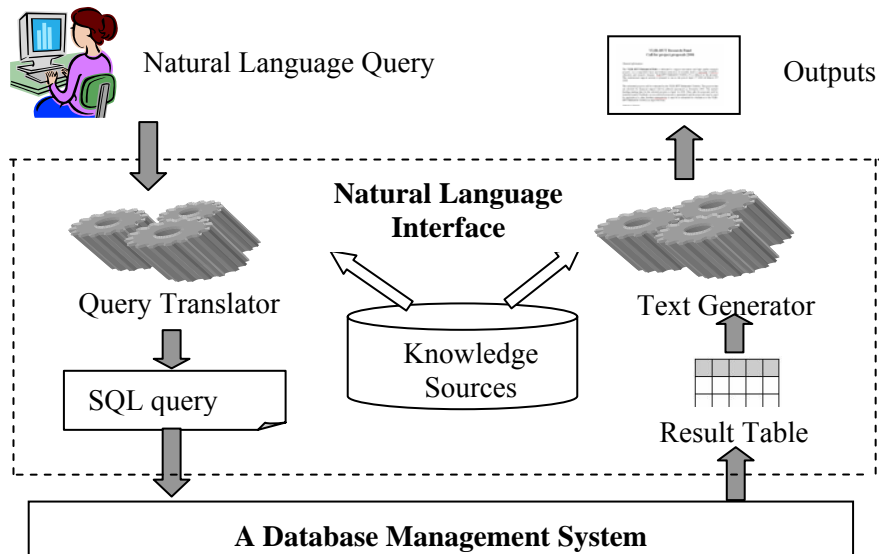 Natural Language Query
Outputs
Natural Language
Interface
Query Translator
Text Generator
Knowledge
Sources
SQL query
Result Table
A Database Management System